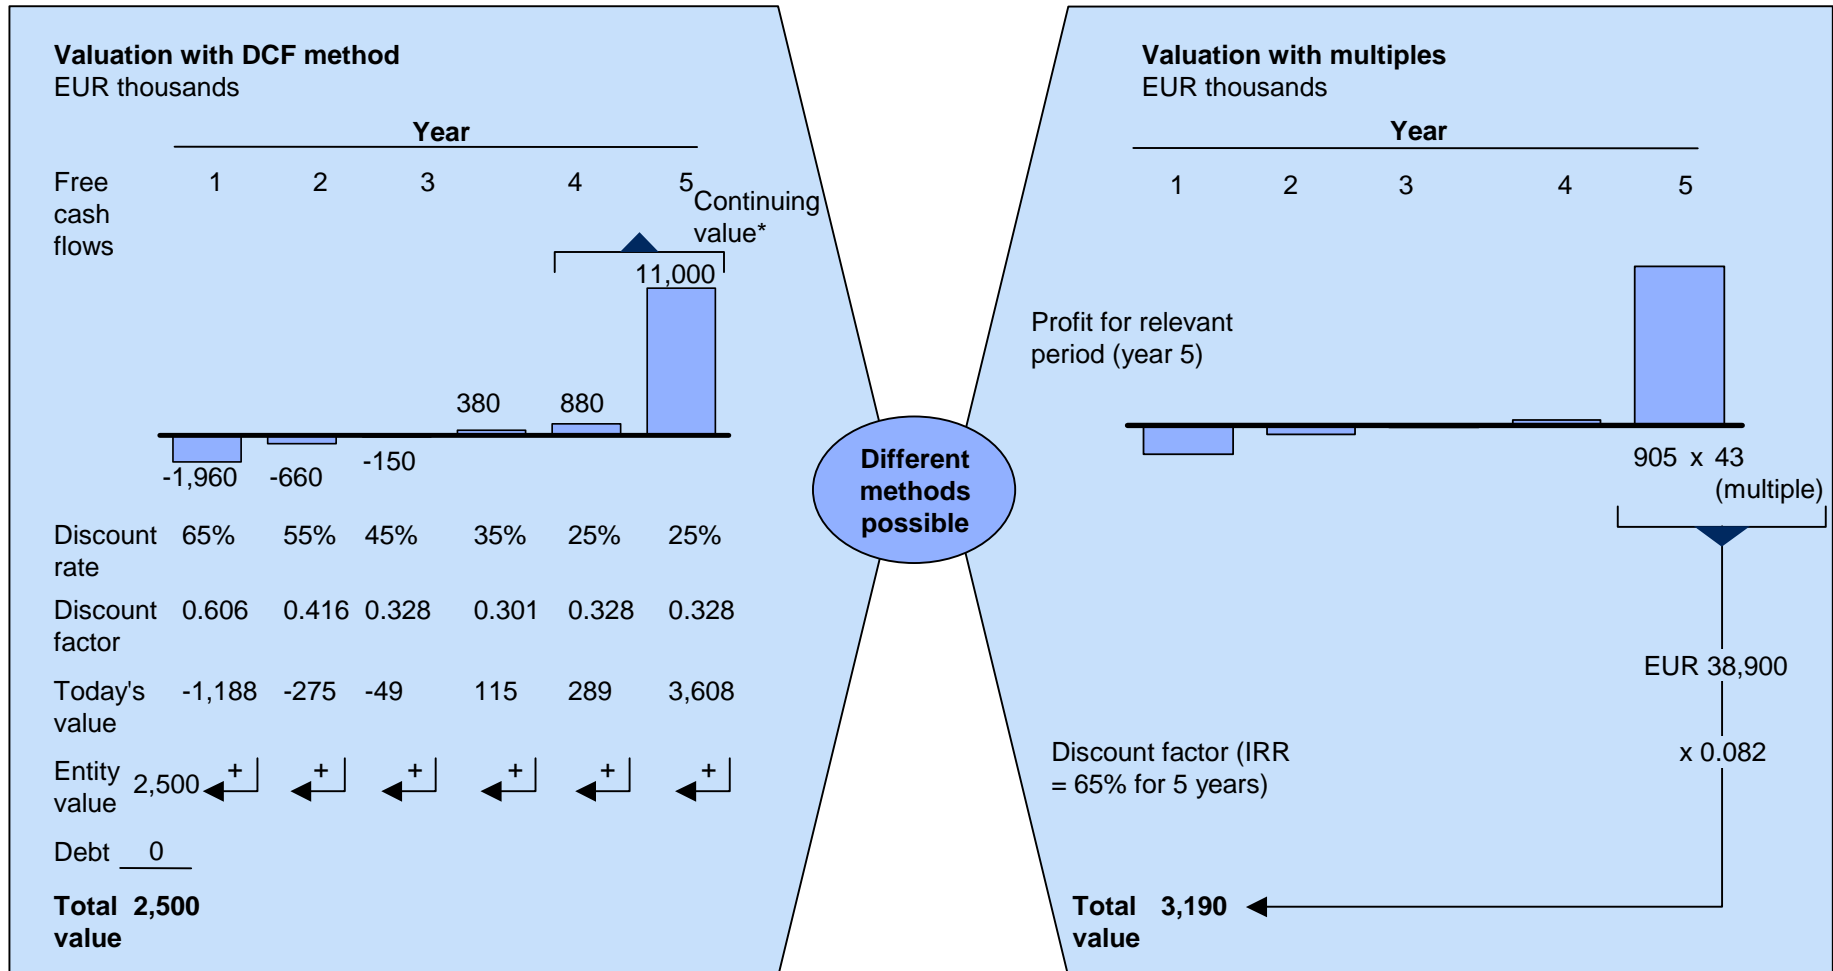 Valuation with DCF method
EUR thousands
Year
Free
cash
flows
1 2 3 4 5
Continuing
value*
11,000
380 880
-1,960 -660 -150
Discount
rate
65% 55% 45% 35% 25% 25%
Discount
factor
0.606 0.416 0.328 0.301 0.328 0.328
Today's
value
-1,188 -275 -49 115 289 3,608
Entity
value
2,500 + + + + + +
Debt 0
Total
value
2,500
Different
methods
possible
Valuation with multiples
EUR thousands
Year
1 2 3 4 5
Profit for relevant
period (year 5)
905 x 43
(multiple)
EUR 38,900
Discount factor (IRR
= 65% for 5 years)
x 0.082
Total
value
3,190